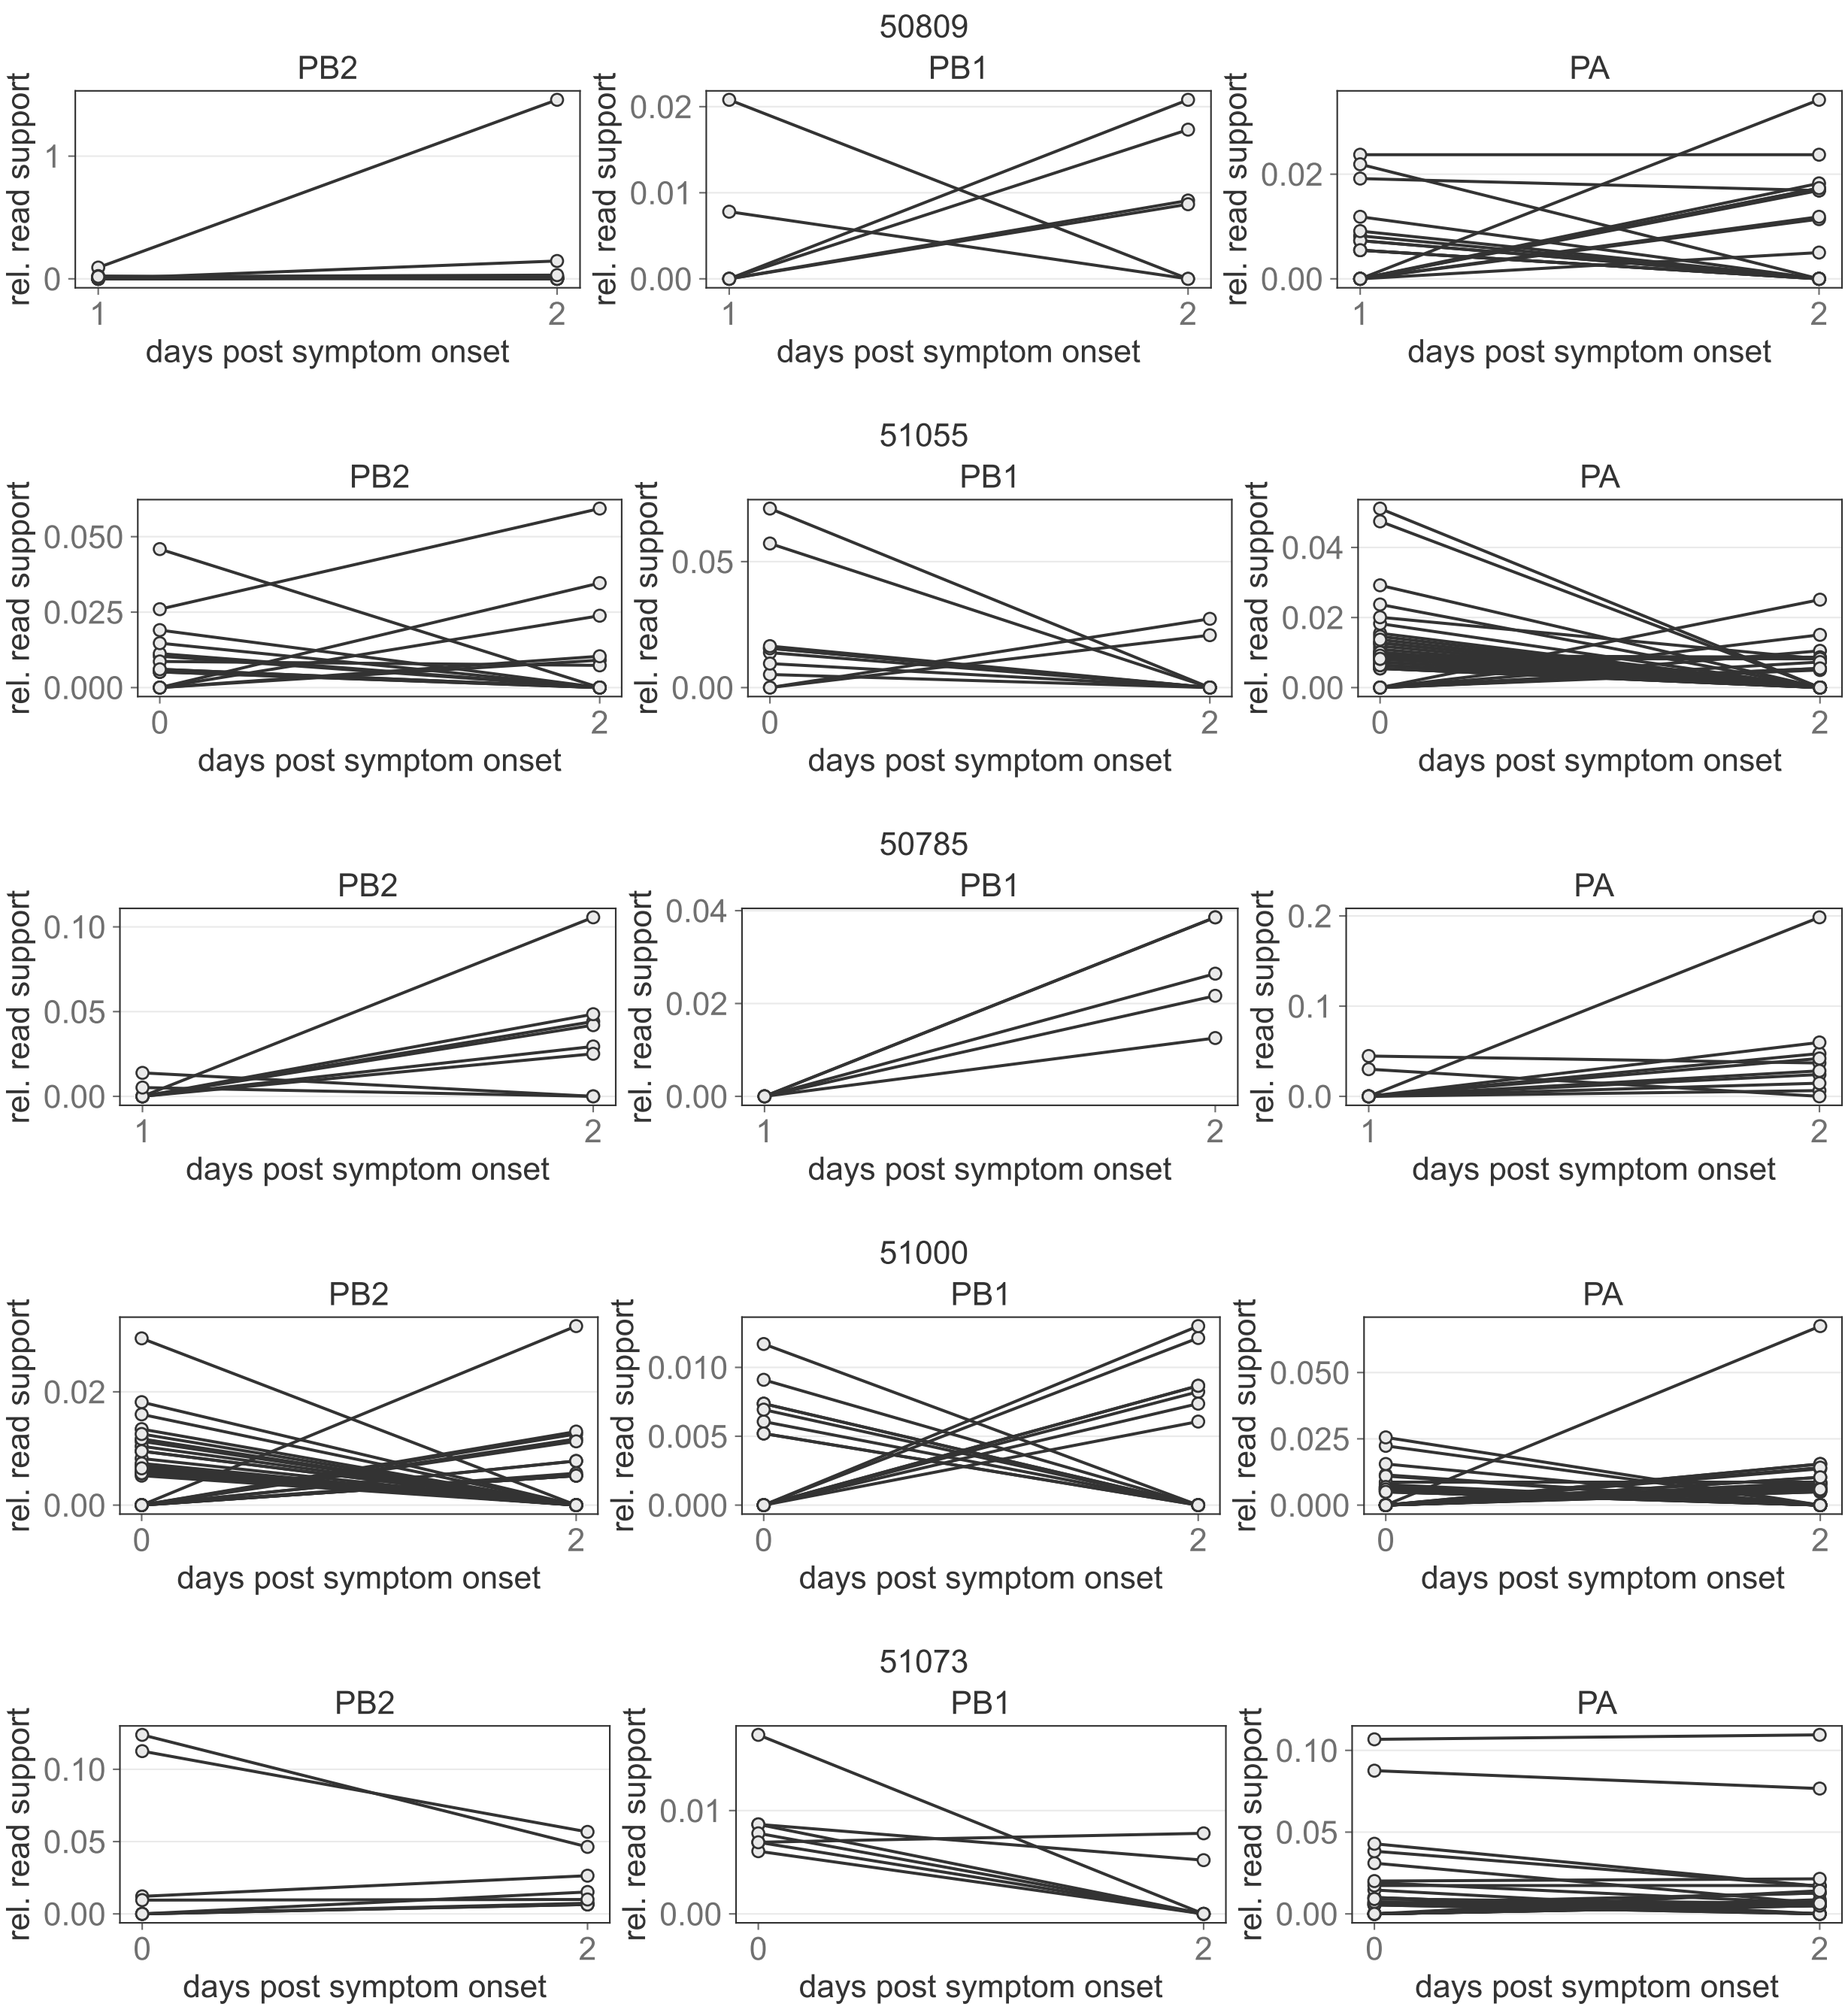 50809
PB2 PB1 PA
rel. read support rel. read support rel. read support
1 0.02 0.02
0.01
0 0.00 0.00
1 2 1 2 1 2
days post symptom onset days post symptom onset days post symptom onset
51055
PB2 PB1 PA
rel. read support rel. read support rel. read support
0.050 0.05 0.04
0.025 0.02
0.000 0.00 0.00
0 2 0 2 0 2
days post symptom onset days post symptom onset days post symptom onset
50785
PB2 PB1 PA
rel. read support rel. read support rel. read support
0.10 0.04 0.2
0.05 0.02 0.1
0.00 0.00 0.0
1 2 1 2 1 2
days post symptom onset days post symptom onset days post symptom onset
51000
PB2 PB1 PA
rel. read support rel. read support rel. read support
0.02 0.010 0.050
0.005 0.025
0.00 0.000 0.000
0 2 0 2 0 2
days post symptom onset days post symptom onset days post symptom onset
51073
PB2 PB1 PA
rel. read support rel. read support rel. read support
0.10 0.01 0.10
0.05 0.05
0.00 0.00 0.00
0 2 0 2 0 2
days post symptom onset days post symptom onset days post symptom onset